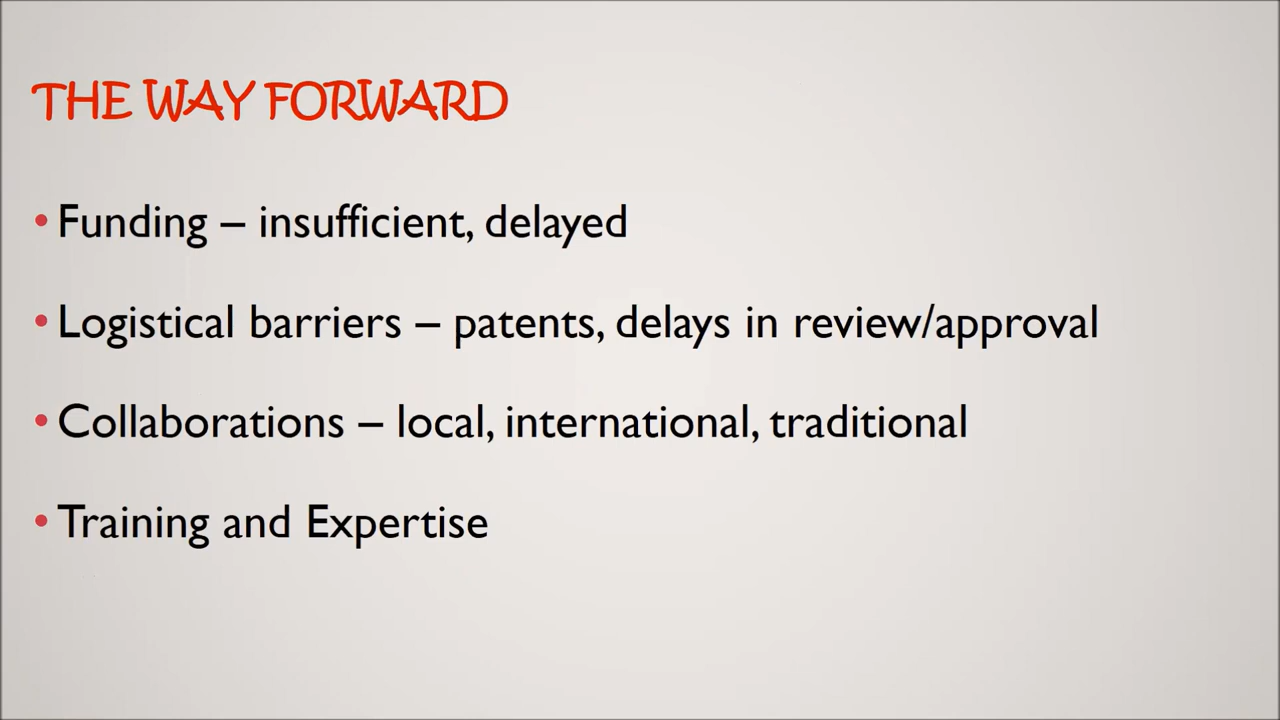 THE WAY FORWARD
• Funding – insufficient, delayed
• Logistical barriers – patents, delays in review/approval
• Collaborations – local, international, traditional
• Training and Expertise